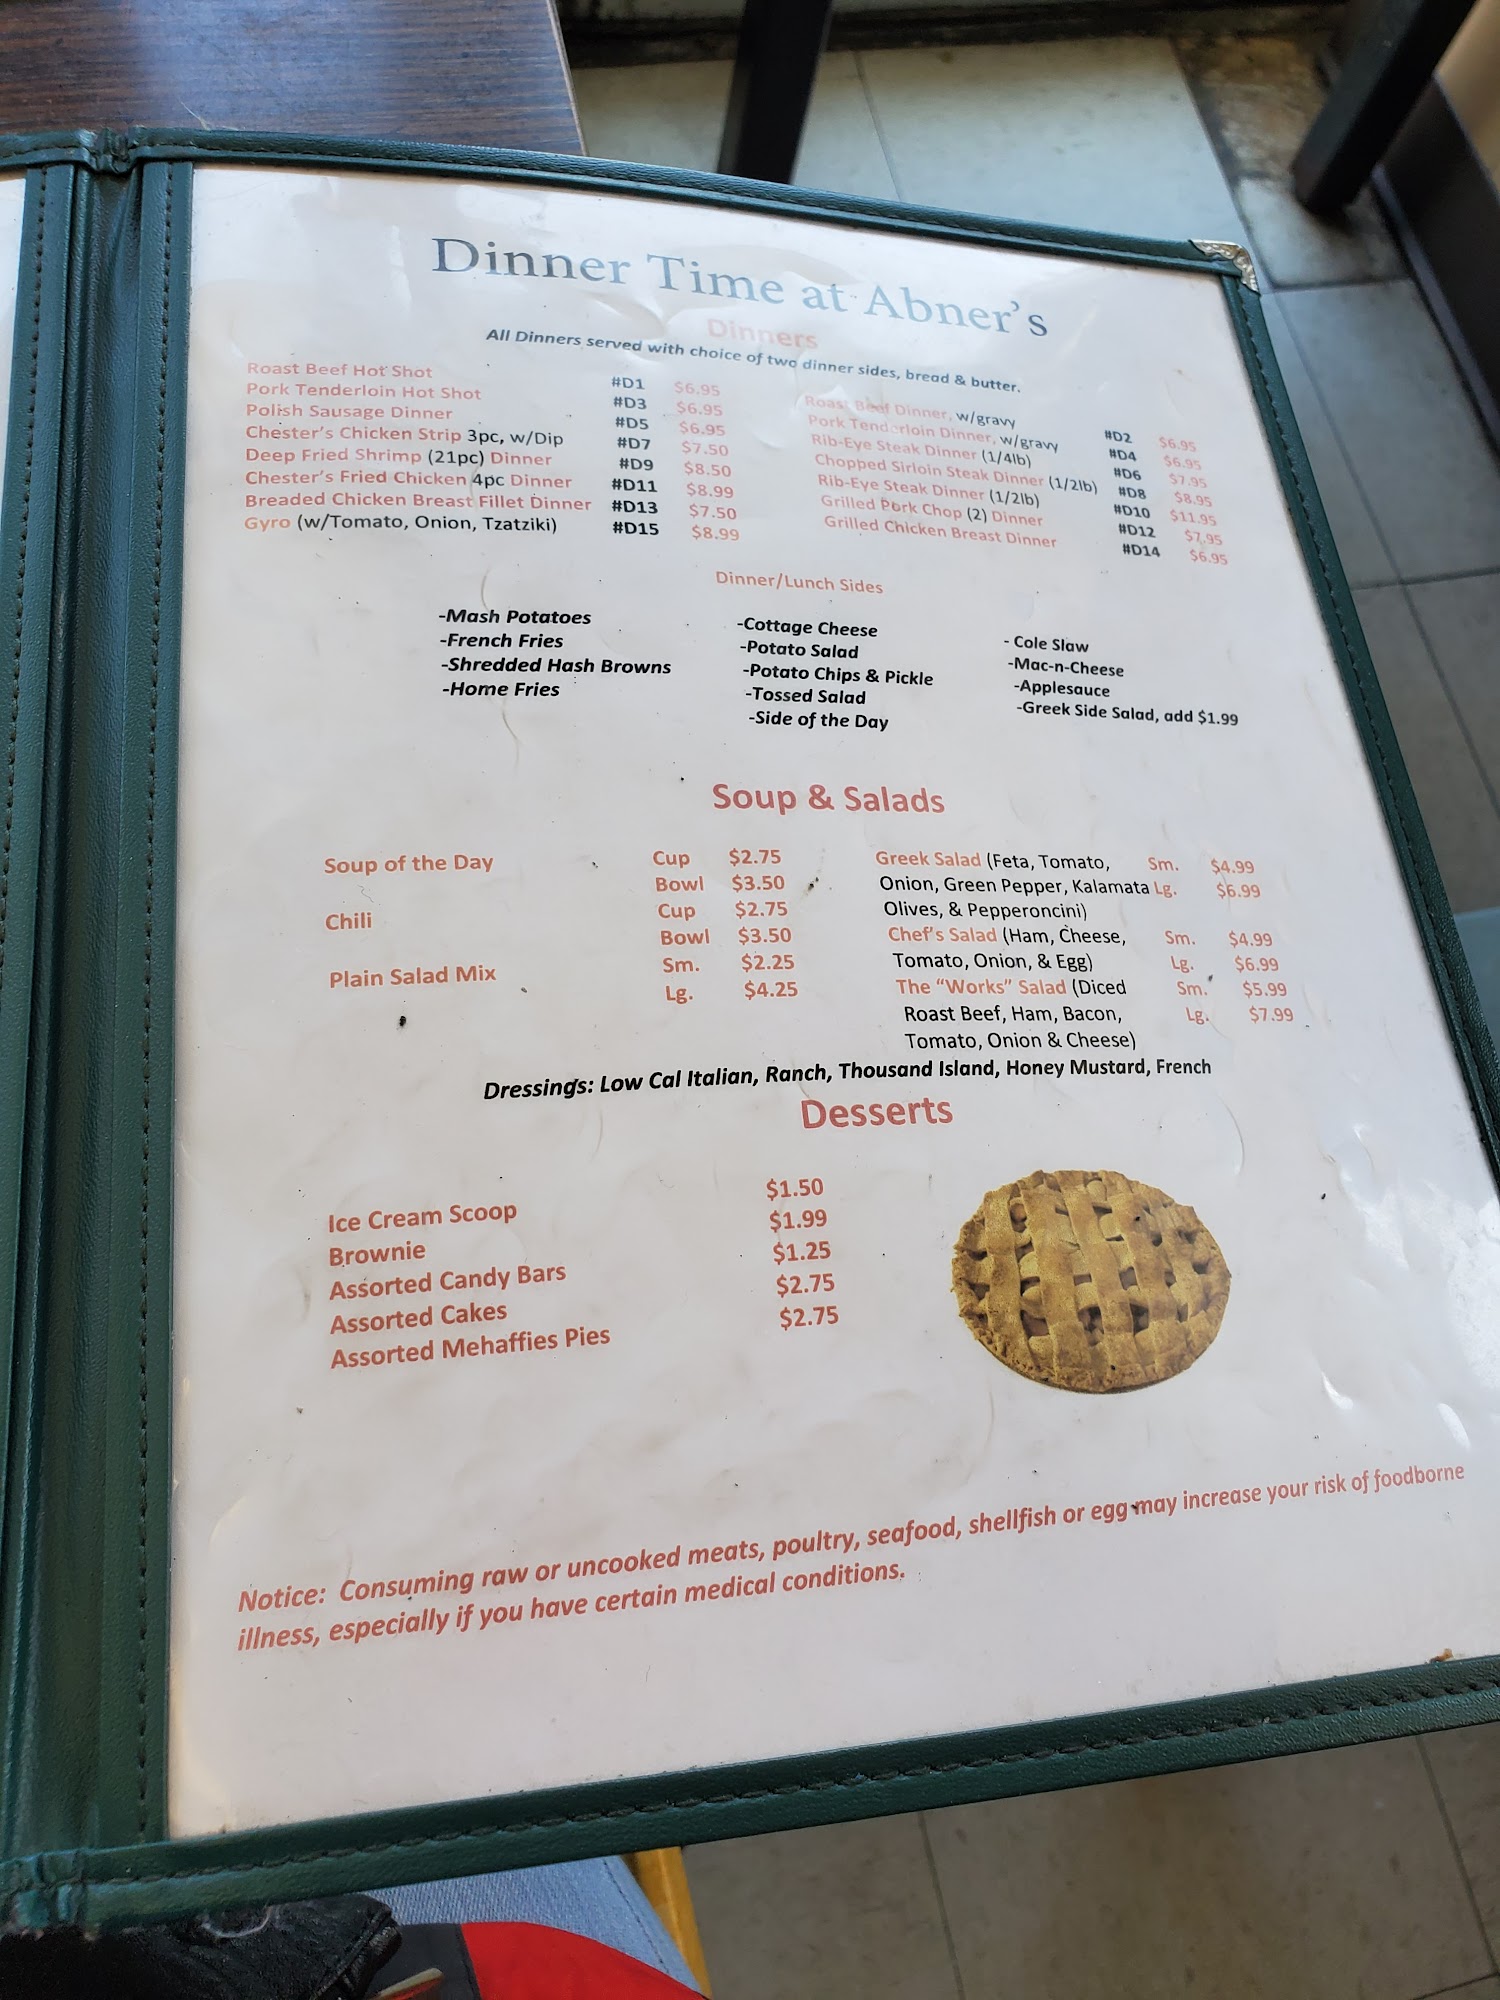 Dinner Time at Abner's
Dinners
All Dinners served with choice of two dinner sides, bread & butter.
Roast Beef Hot Shot #D1 $6.95
Pork Tenderloin Hot Shot #D3 $6.95
Polish Sausage Dinner #D5 $6.95
Chester's Chicken Strip 3pc, w/Dip #D7 $7.50
Deep Fried Shrimp (21pc) Dinner #D9 $8.50
Chester's Fried Chicken 4pc Dinner #D11 $8.99
Breaded Chicken Breast Fillet Dinner #D13 $7.50
Gyro (w/Tomato, Onion, Tzatziki) #D15 $8.99
Roast Beef Dinner, w/gravy #D2 $6.95
Pork Tenderloin Dinner, w/gravy #D4 $6.95
Rib-Eye Steak Dinner (1/4lb) #D6 $7.95
Chopped Sirloin Steak Dinner (1/2lb) #D8 $8.95
Rib-Eye Steak Dinner (1/2lb) #D10 $11.95
Grilled Pork Chop (2) Dinner #D12 $7.95
Grilled Chicken Breast Dinner #D14 $6.95
Dinner/Lunch Sides
-Mash Potatoes
-French Fries
-Shredded Hash Browns
-Home Fries
-Cottage Cheese
-Potato Salad
-Potato Chips & Pickle
-Tossed Salad
-Side of the Day
- Cole Slaw
-Mac-n-Cheese
-Applesauce
-Greek Side Salad, add $1.99
Soup & Salads
Soup of the Day Cup $2.75
Bowl $3.50
Chili Cup $2.75
Bowl $3.50
Plain Salad Mix Sm. $2.25
Lg. $4.25
Greek Salad (Feta, Tomato, Sm. $4.99
Onion, Green Pepper, Kalamata Lg. $6.99
Olives, & Pepperoncini)
Chef's Salad (Ham, Cheese, Sm. $4.99
Tomato, Onion, & Egg) Lg. $6.99
The "Works" Salad (Diced Sm. $5.99
Roast Beef, Ham, Bacon, Lg. $7.99
Tomato, Onion & Cheese)
Dressings: Low Cal Italian, Ranch, Thousand Island, Honey Mustard, French
Desserts
Ice Cream Scoop $1.50
Brownie $1.99
Assorted Candy Bars $1.25
Assorted Cakes $2.75
Assorted Mehaffies Pies $2.75
Notice: Consuming raw or uncooked meats, poultry, seafood, shellfish or egg may increase your risk of foodborne
illness, especially if you have certain medical conditions.